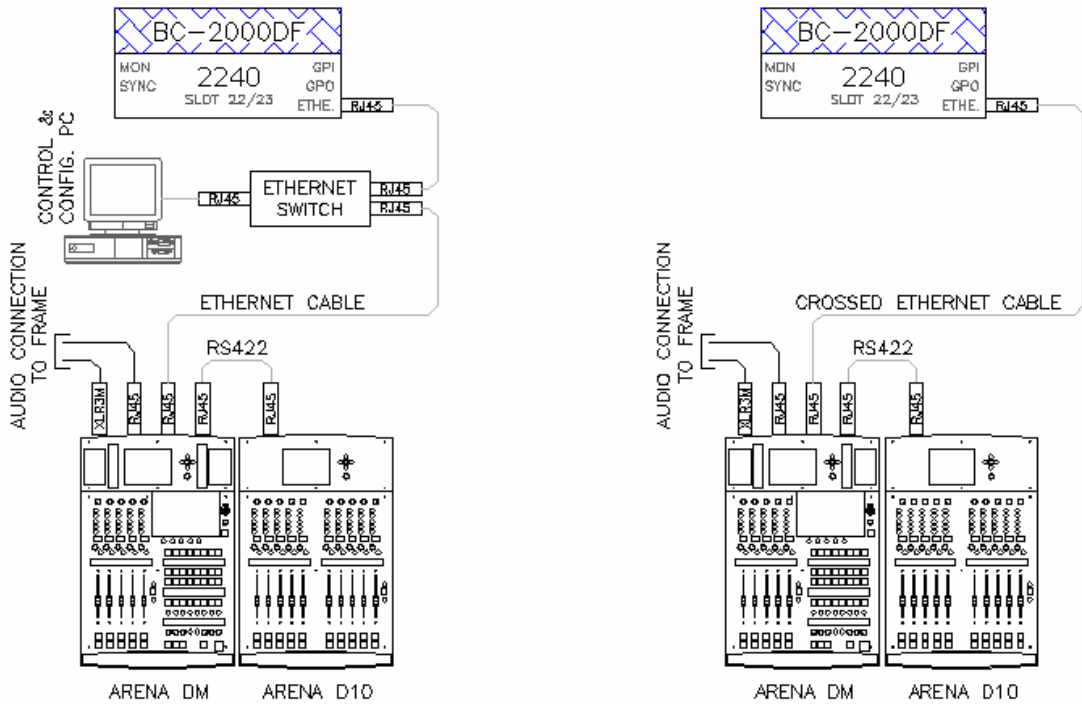 BC-2000DF
MON
SYNC
2240
SLOT 22/23
GPI
GPO
ETHE.
RJ45
CONTROL &
CONFIG. PC
RJ45
ETHERNET
SWITCH
RJ45
RJ45
AUDIO CONNECTION
TO FRAME
ETHERNET CABLE
RS422
XLR3M
RJ45
RJ45
RJ45
RJ45
ARENA DM
ARENA D10
BC-2000DF
MON
SYNC
2240
SLOT 22/23
GPI
GPO
ETHE.
RJ45
AUDIO CONNECTION
TO FRAME
CROSSED ETHERNET CABLE
RS422
XLR3M
RJ45
RJ45
RJ45
RJ45
ARENA DM
ARENA D10